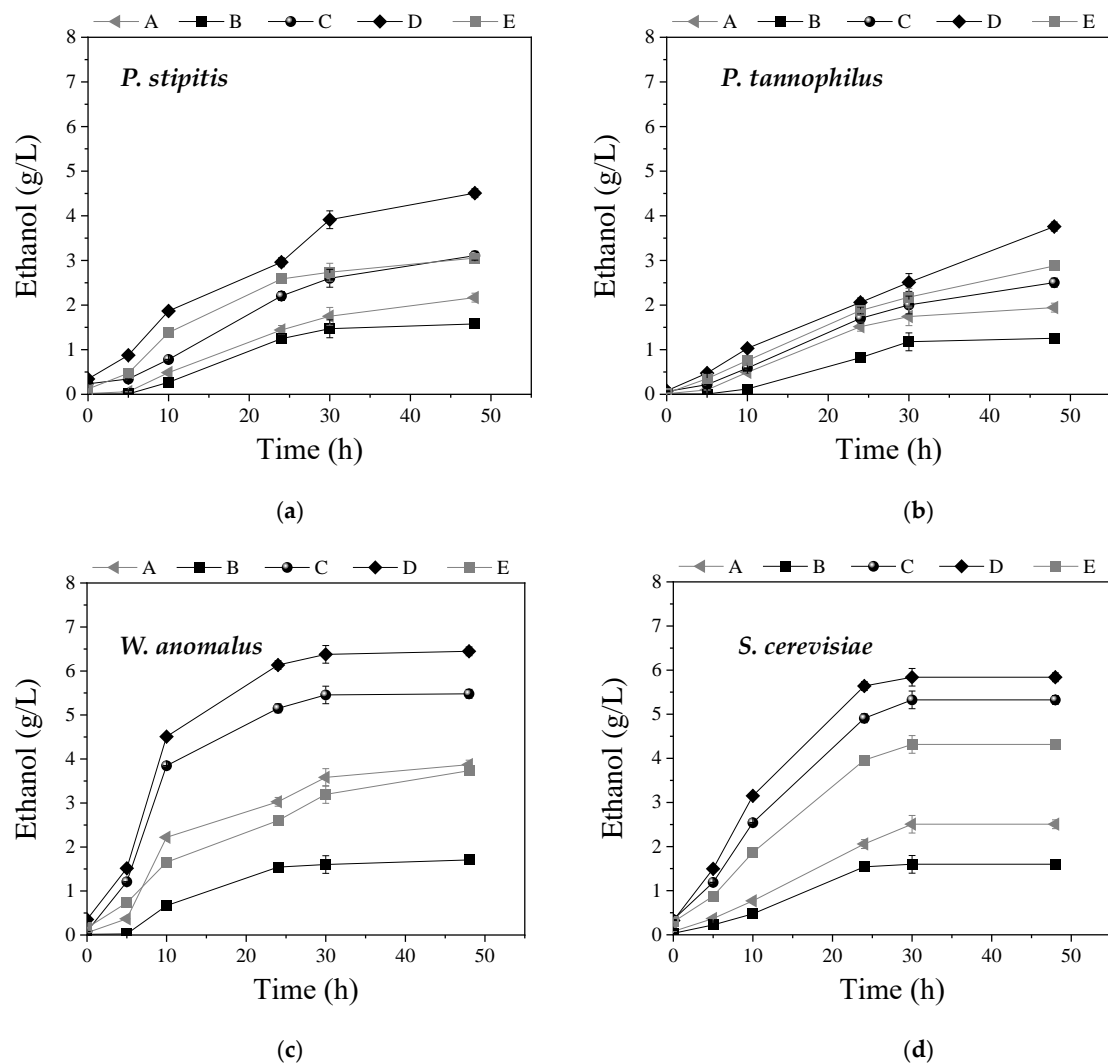 A B C D E
8
7
6
5
4
3
2
1
0
Ethanol (g/L)
P. stipitis
0 10 20 30 40 50
Time (h)
(a)
A B C D E
8
7
6
5
4
3
2
1
0
Ethanol (g/L)
P. tannophilus
0 10 20 30 40 50
Time (h)
(b)
A B C D E
8
7
6
5
4
3
2
1
0
Ethanol (g/L)
W. anomalus
0 10 20 30 40 50
Time (h)
(c)
A B C D E
8
7
6
5
4
3
2
1
0
Ethanol (g/L)
S. cerevisiae
0 10 20 30 40 50
Time (h)
(d)